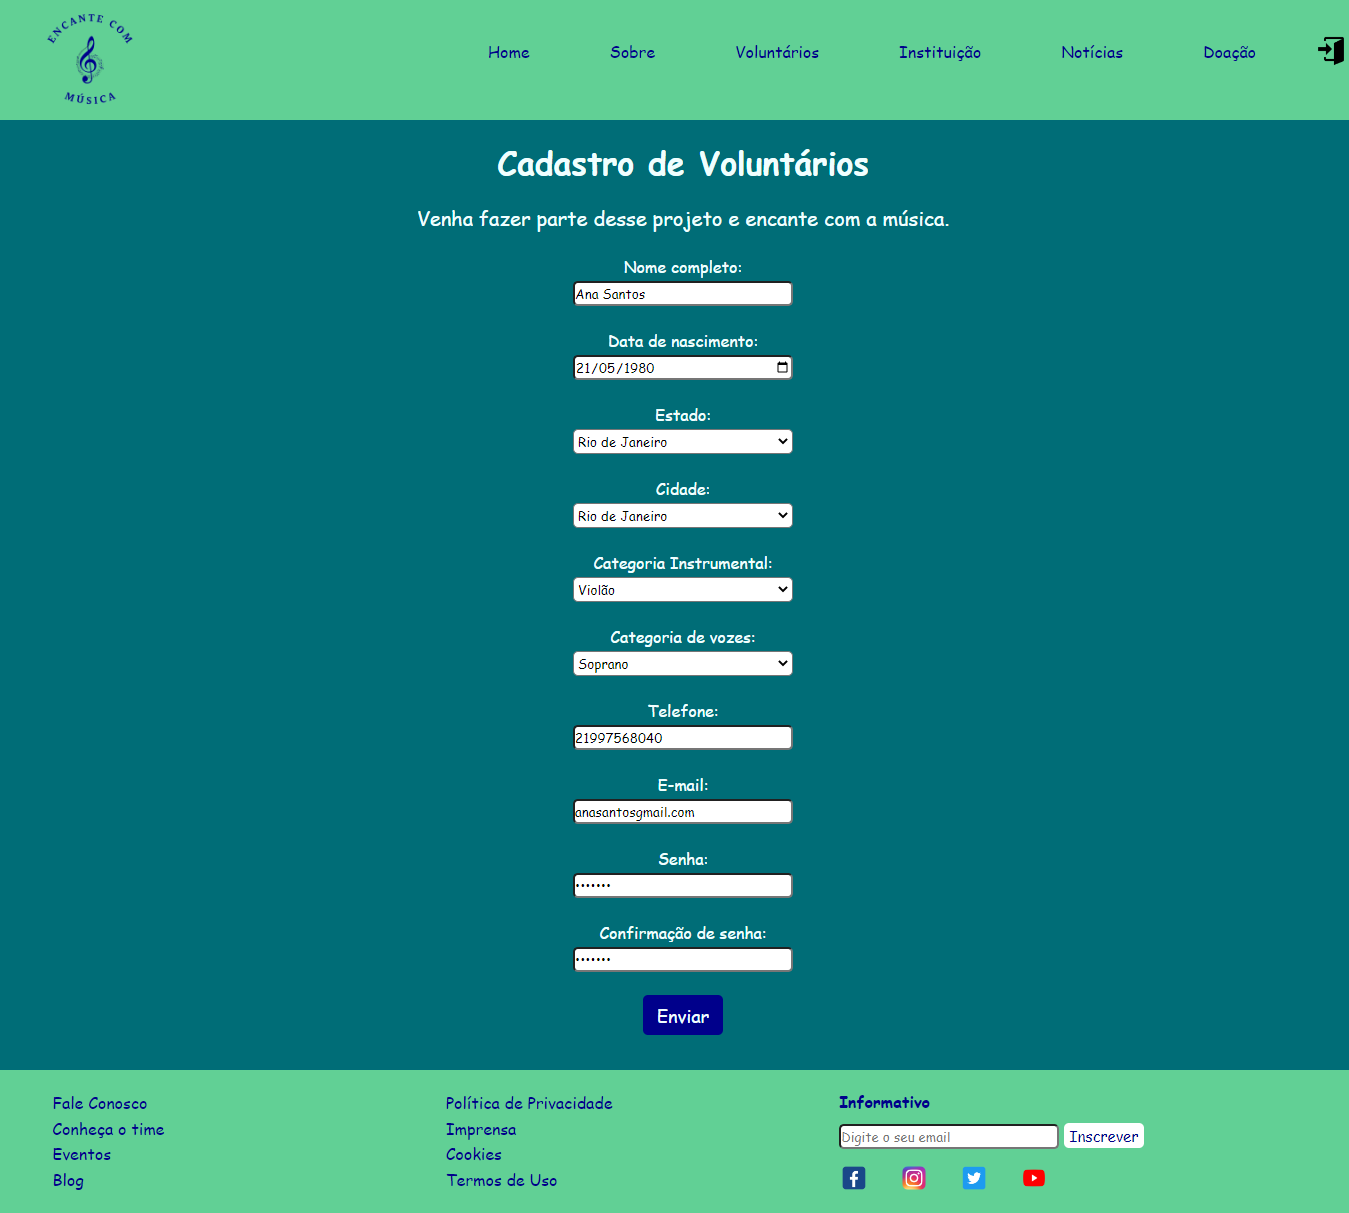 ENCANTE COM
MÚSICA
Home Sobre Voluntários Instituição Notícias Doação
Cadastro de Voluntários
Venha fazer parte desse projeto e encante com a música.
Nome completo:
Ana Santos
Data de nascimento:
21/05/1980
Estado:
Rio de Janeiro
Cidade:
Rio de Janeiro
Categoria Instrumental:
Violão
Categoria de vozes:
Soprano
Telefone:
21997568040
E-mail:
anasantosgmail.com
Senha:
•••••••
Confirmação de senha:
•••••••
Enviar
Fale Conosco
Conheça o time
Eventos
Blog
Política de Privacidade
Imprensa
Cookies
Termos de Uso
Informativo
Digite o seu email Inscrever